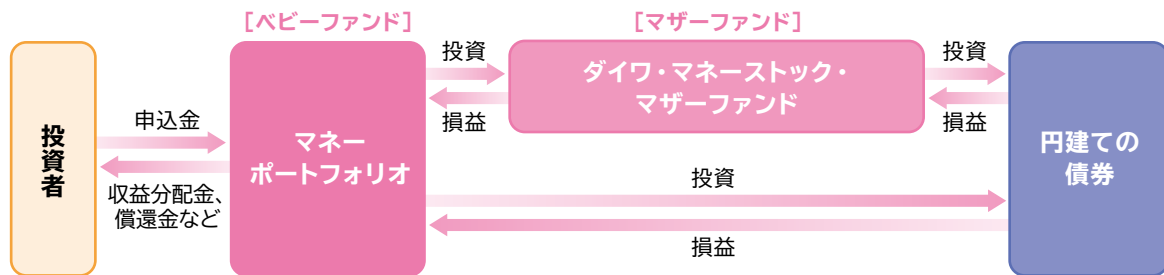 [ベビーファンド]
[マザーファンド]
投資者
申込金
収益分配金、
償還金など
マネー
ポートフォリオ
投資
損益
ダイワ・マネーストック・
マザーファンド
投資
損益
投資
損益
円建ての
債券